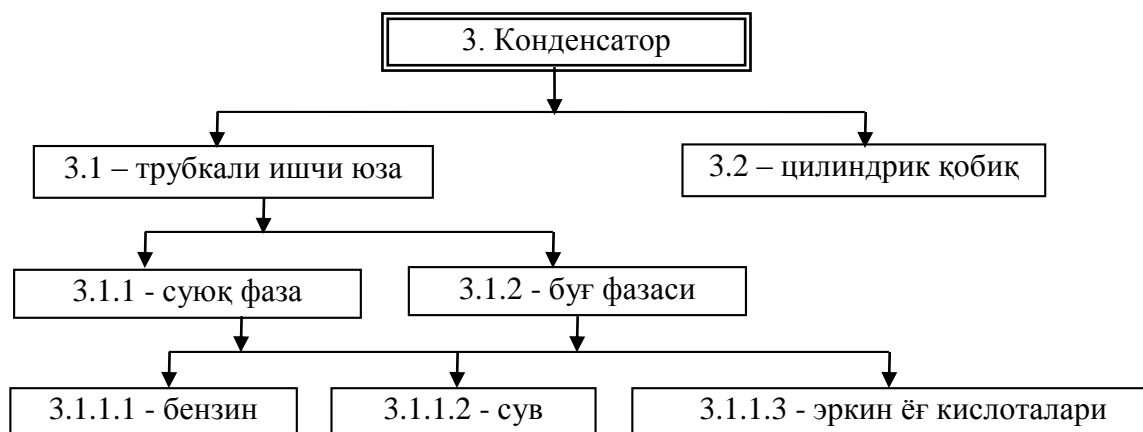 3. Конденсатор
3.1 – трубкали ишчи юза
3.2 – цилиндрик қобиқ
3.1.1 - суюқ фаза
3.1.2 - буғ фазаси
3.1.1.1 - бензин
3.1.1.2 - сув
3.1.1.3 - эркин ёғ кислоталари